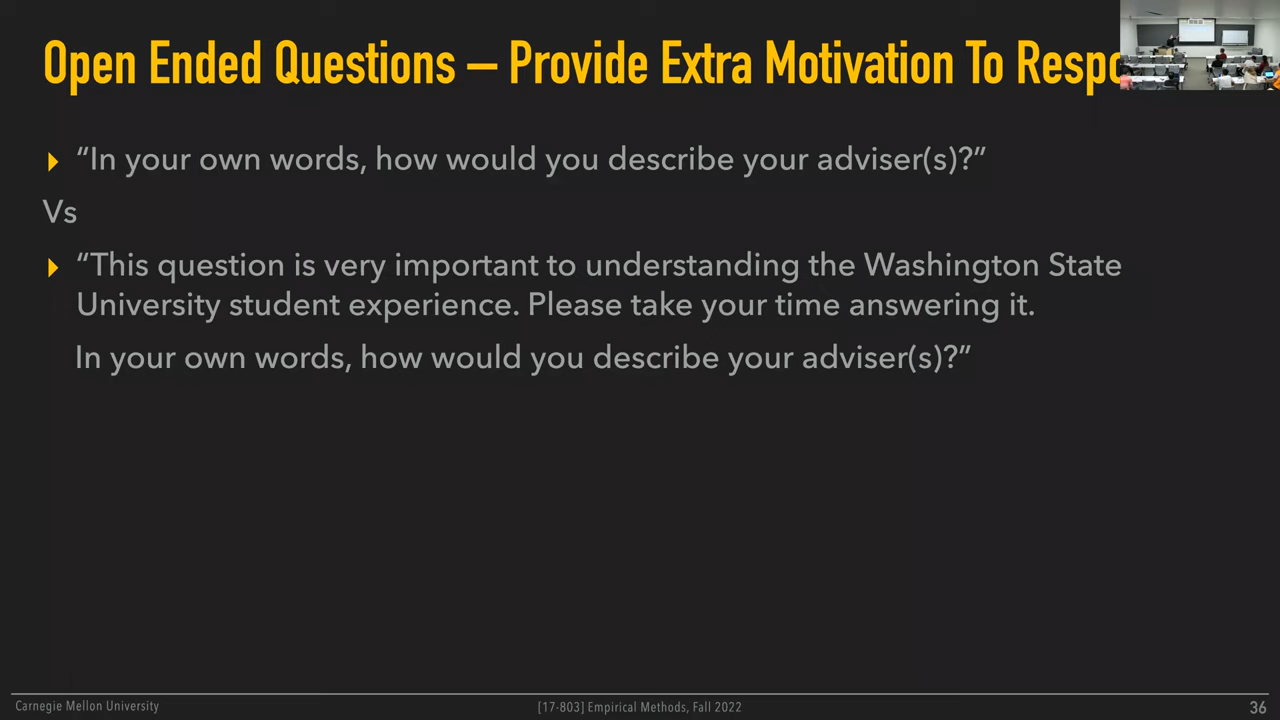 Open Ended Questions — Provide Extra Motivation To
“In your own words, how would you describe your adviser(s)?”
Vs
“This question is very important to understanding the Washington State
University student experience. Please take your time answering it.
In your own words, how would you describe your adviser(s)?”
Carnegie Mellon University
[17-803] Empirical Methods, Fall 2022
36